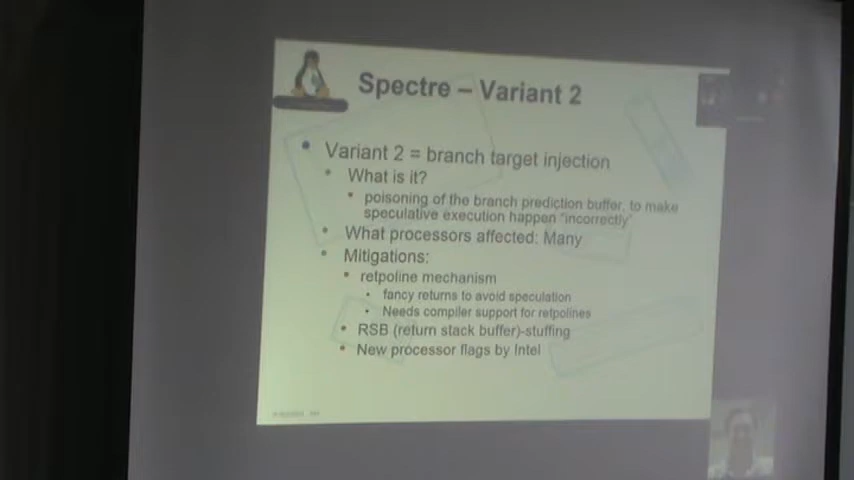 Spectre – Variant 2
• Variant 2 = branch target injection
• What is it?
• poisoning of the branch prediction buffer, to make
speculative execution happen "incorrectly"
• What processors affected: Many
• Mitigations:
• retpoline mechanism
• fancy returns to avoid speculation
• Needs compiler support for retpolines
• RSB (return stack buffer)-stuffing
• New processor flags by Intel